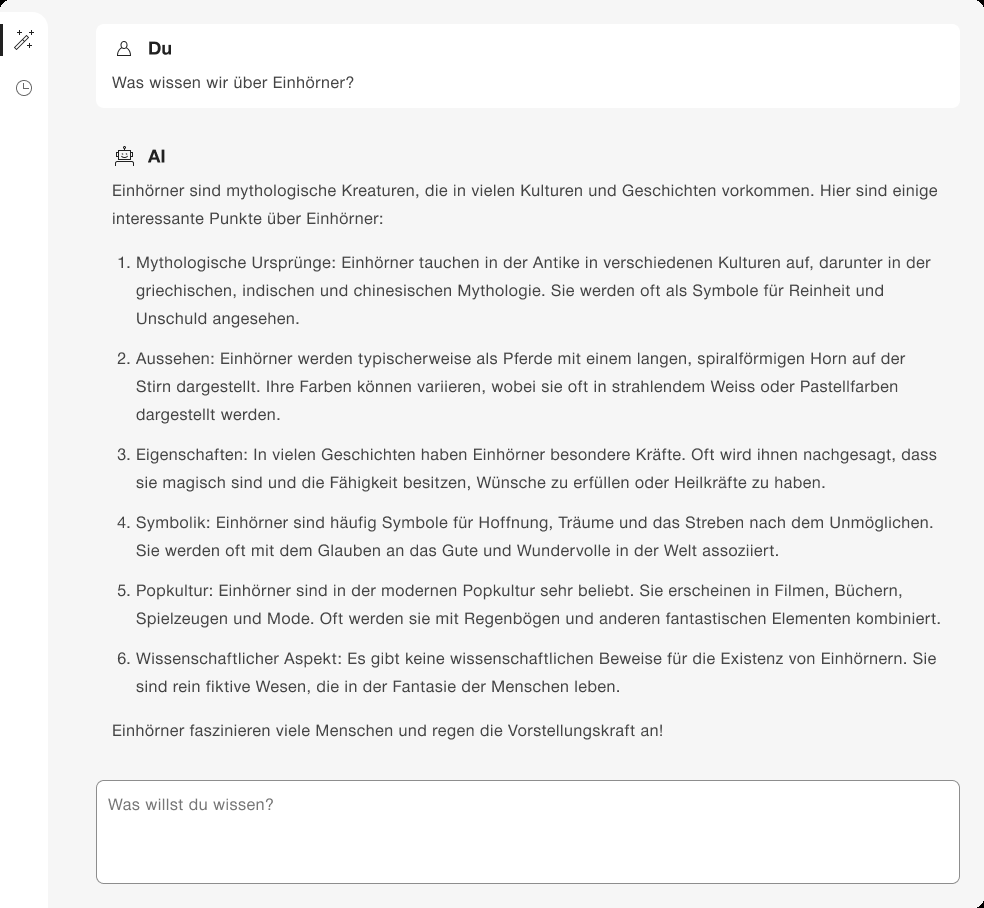 Du
Was wissen wir über Einhörner?
AI
Einhörner sind mythologische Kreaturen, die in vielen Kulturen und Geschichten vorkommen. Hier sind einige
interessante Punkte über Einhörner:
1. Mythologische Ursprünge: Einhörner tauchen in der Antike in verschiedenen Kulturen auf, darunter in der
griechischen, indischen und chinesischen Mythologie. Sie werden oft als Symbole für Reinheit und
Unschuld angesehen.
2. Aussehen: Einhörner werden typischerweise als Pferde mit einem langen, spiralförmigen Horn auf der
Stirn dargestellt. Ihre Farben können variieren, wobei sie oft in strahlendem Weiss oder Pastellfarben
dargestellt werden.
3. Eigenschaften: In vielen Geschichten haben Einhörner besondere Kräfte. Oft wird ihnen nachgesagt, dass
sie magisch sind und die Fähigkeit besitzen, Wünsche zu erfüllen oder Heilkräfte zu haben.
4. Symbolik: Einhörner sind häufig Symbole für Hoffnung, Träume und das Streben nach dem Unmöglichen.
Sie werden oft mit dem Glauben an das Gute und Wundervolle in der Welt assoziiert.
5. Popkultur: Einhörner sind in der modernen Popkultur sehr beliebt. Sie erscheinen in Filmen, Büchern,
Spielzeugen und Mode. Oft werden sie mit Regenbögen und anderen fantastischen Elementen kombiniert.
6. Wissenschaftlicher Aspekt: Es gibt keine wissenschaftlichen Beweise für die Existenz von Einhörnern. Sie
sind rein fiktive Wesen, die in der Fantasie der Menschen leben.
Einhörner faszinieren viele Menschen und regen die Vorstellungskraft an!
Was willst du wissen?